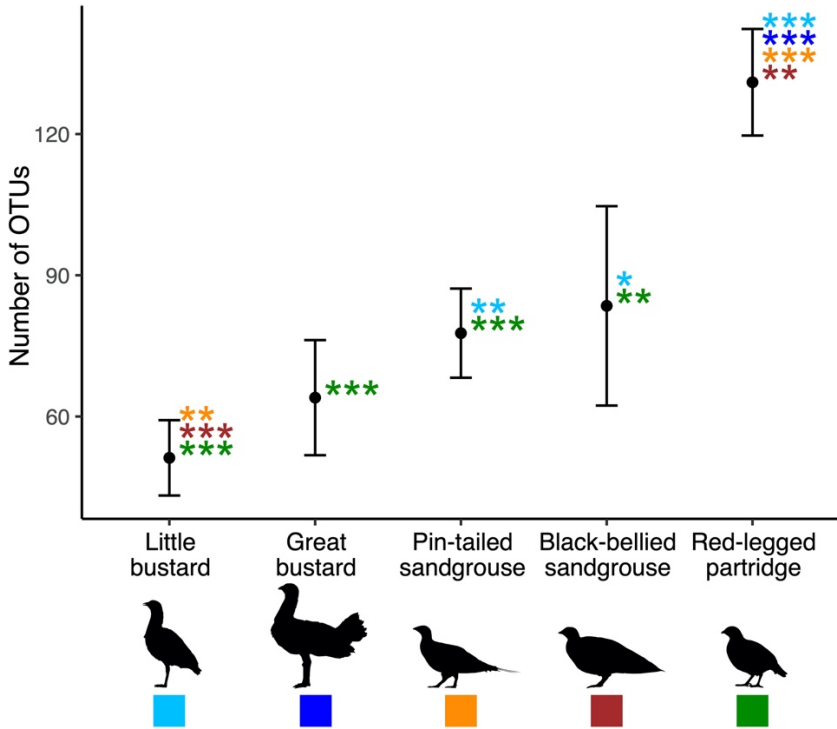 ***
***
***
**
120
90
60
Number of OTUs
*
**
**
***
***
**
***
***
Little
bustard
Great
bustard
Pin-tailed
sandgrouse
Black-bellied
sandgrouse
Red-legged
partridge